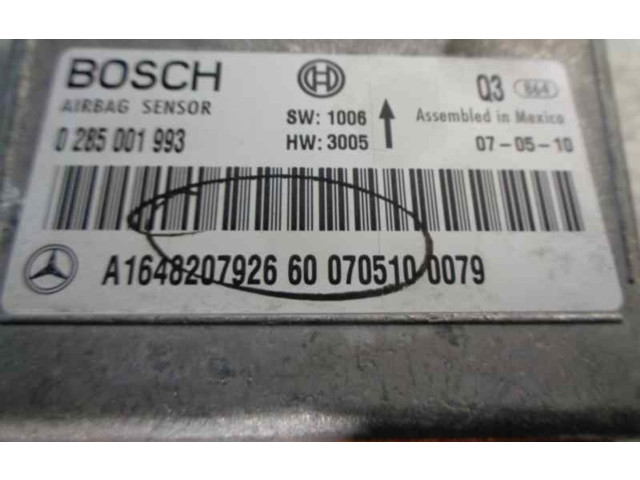 BOSCH
AIRBAG SENSOR
0 285 001 993
SW: 1006
HW: 3005
Q3 864
Assembled in Mexico
07-05-10
A1648207926 60 070510 0079